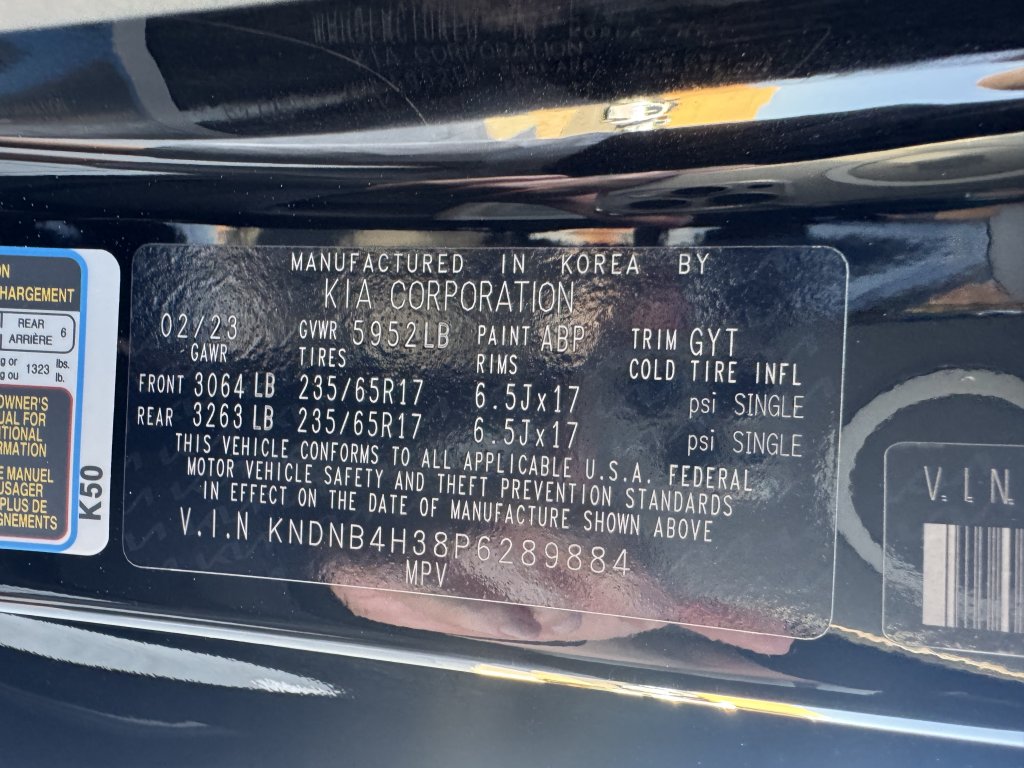 MANUFACTURED IN KOREA BY
KIA CORPORATION
02/23 GVWR 5952LB PAINT ABP TRIM GYT
GAWR TIRES RIMS COLD TIRE INFL
FRONT 3064 LB 235/65R17 6.5Jx17 psi SINGLE
REAR 3263 LB 235/65R17 6.5Jx17 psi SINGLE
THIS VEHICLE CONFORMS TO ALL APPLICABLE U.S.A. FEDERAL
MOTOR VEHICLE SAFETY AND THEFT PREVENTION STANDARDS
IN EFFECT ON THE DATE OF MANUFACTURE SHOWN ABOVE
V.I.N KNDNB4H38P6289884
MPV
ON
HARGEMENT
REAR 6
ARRIÈRE
g or 1323 lbs.
g ou lb.
OWNER'S
UAL FOR
TIONAL
RMATION
E MANUEL
USAGER
PLUS DE
GNEMENTS
K50
V.I.N